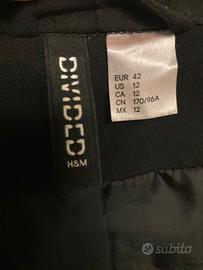 DIVIDED
H&M
EUR 42
US 12
CA 12
CN 170/96A
MX 12
subito